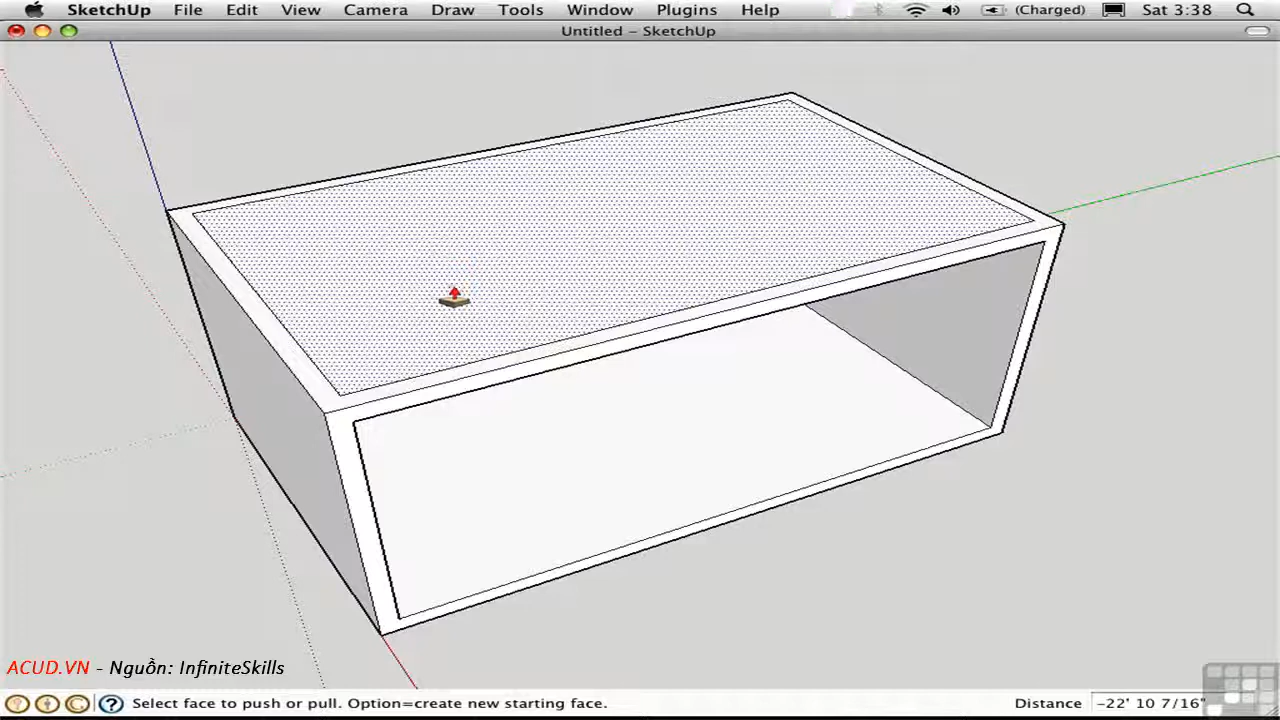 SketchUp File Edit View Camera Draw Tools Window Plugins Help (Charged) Sat 3:38
Untitled – SketchUp
ACUD.VN - Nguồn: InfiniteSkills
? Select face to push or pull. Option=create new starting face. Distance ~22' 10 7/16"